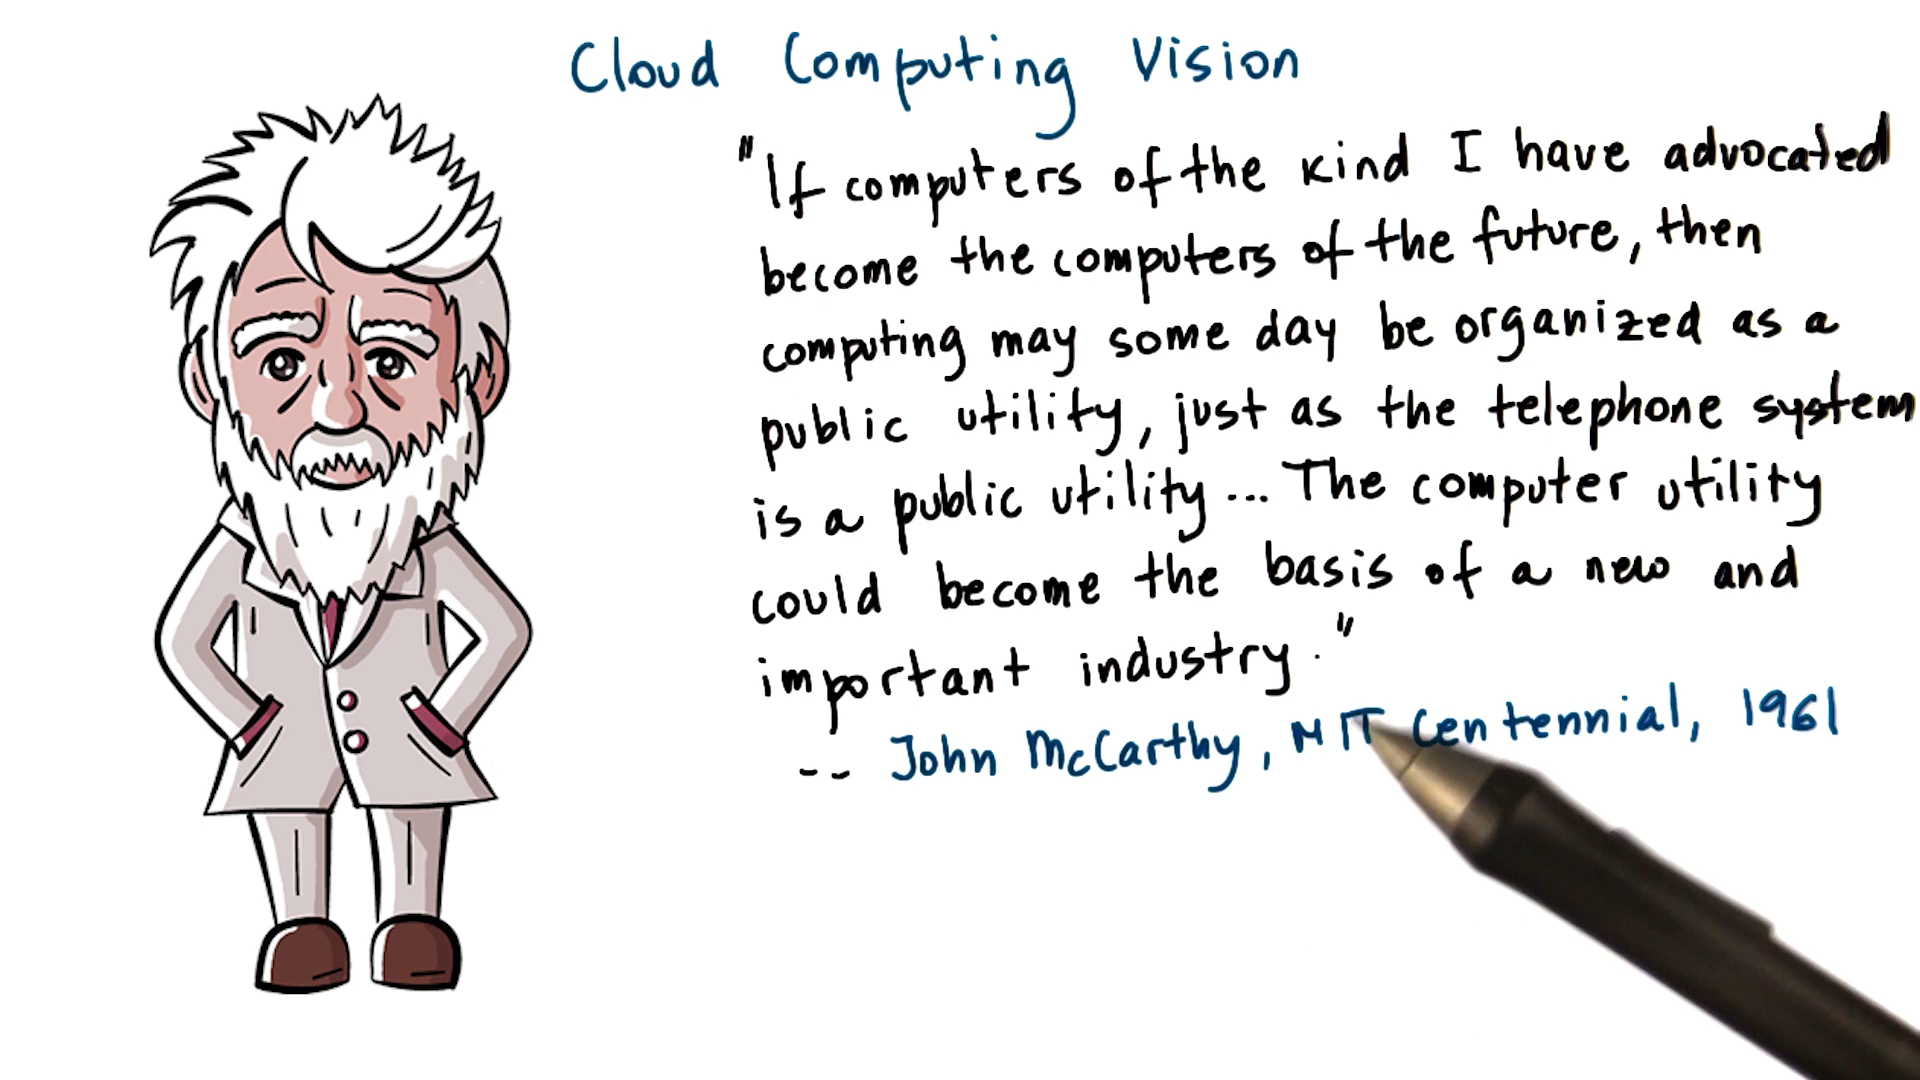 Cloud Computing Vision
"If computers of the kind I have advocated
become the computers of the future, then
computing may some day be organized as a
public utility, just as the telephone system
is a public utility... The computer utility
could become the basis of a new and
important industry."
-- John McCarthy, MIT Centennial, 1961